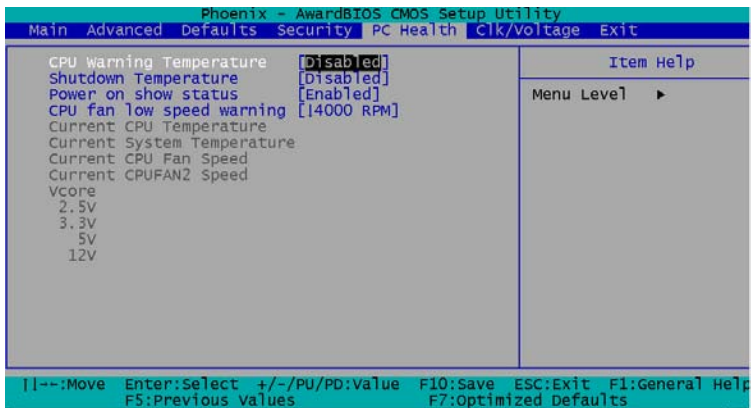 Phoenix - AwardBIOS CMOS Setup Utility
Main Advanced Defaults Security PC Health Clk/Voltage Exit
CPU Warning Temperature [Disabled]
Shutdown Temperature [Disabled]
Power on show status [Enabled]
CPU fan low speed warning [|4000 RPM]
Current CPU Temperature
Current System Temperature
Current CPU Fan Speed
Current CPUFAN2 Speed
Vcore
2.5V
3.3V
5V
12V
Item Help
Menu Level ►
||--:Move Enter:Select +/-/PU/PD:Value F10:Save ESC:Exit F1:General Help
F5:Previous Values F7:Optimized Defaults